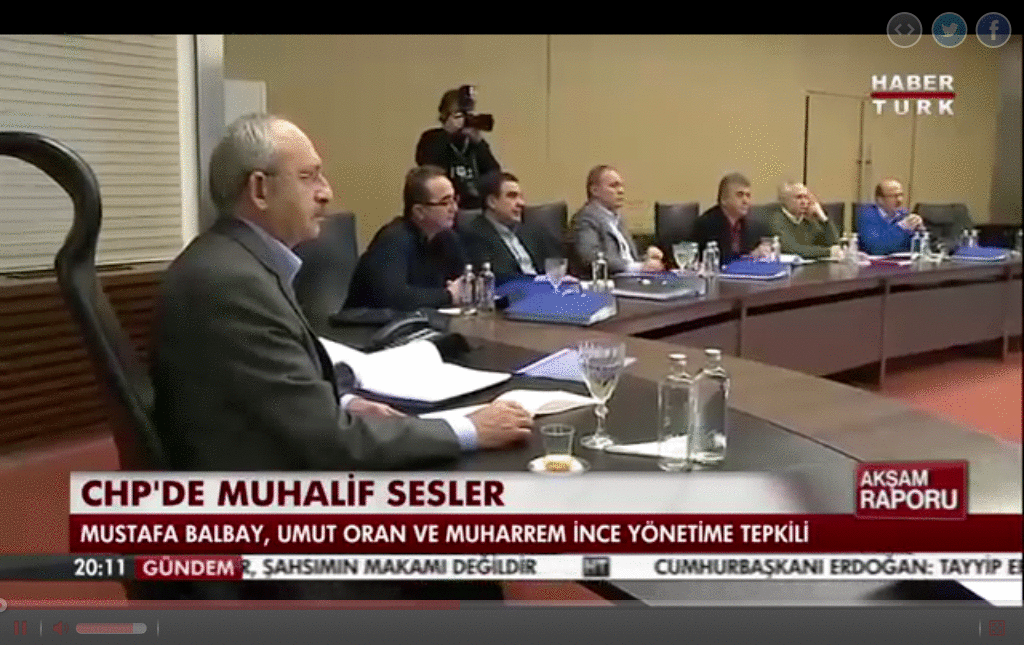 HABER
TÜRK
CHP'DE MUHALİF SESLER
AKŞAM
RAPORU
MUSTAFA BALBAY, UMUT ORAN VE MUHARREM İNCE YÖNETİME TEPKİLİ
20:11 GÜNDEM R, ŞAHSIMIN MAKAMI DEĞİLDİR HT CUMHURBAŞKANI ERDOĞAN: TAYYİP